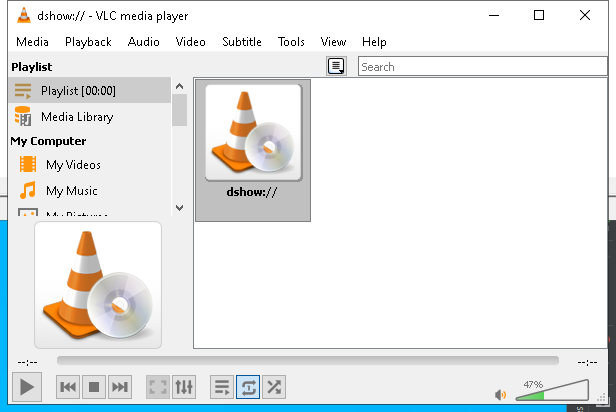 dshow:// - VLC media player
Media Playback Audio Video Subtitle Tools View Help
Playlist
Search
Playlist [00:00]
Media Library
My Computer
My Videos
My Music
My Pictures
dshow://
--:--
--:--
47%